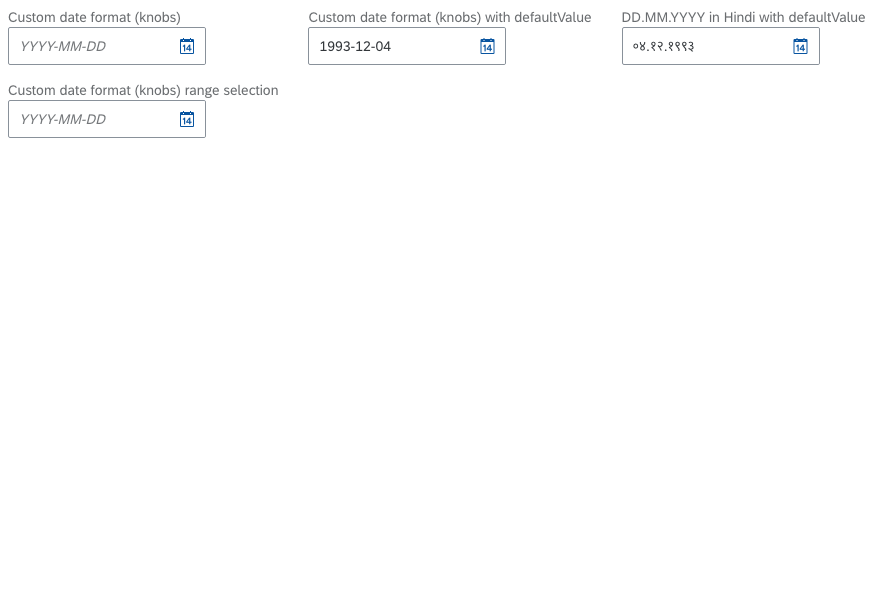 Custom date format (knobs)
YYYY-MM-DD
14
Custom date format (knobs) with defaultValue
1993-12-04
14
DD.MM.YYYY in Hindi with defaultValue
०४.१२.१९९३
14
Custom date format (knobs) range selection
YYYY-MM-DD
14